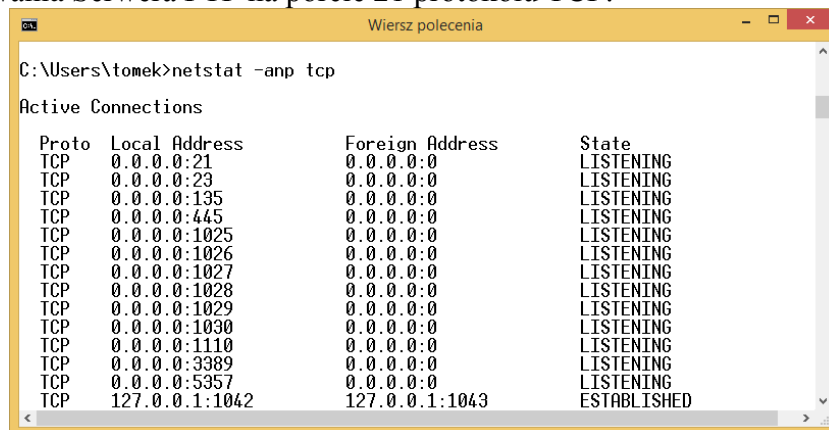 serwera FTP na porcie 21 protokołu TCP.
Wiersz polecenia
C:\Users\tomek>netstat -anp tcp
Active Connections
Proto Local Address Foreign Address State
TCP 0.0.0.0:21 0.0.0.0:0 LISTENING
TCP 0.0.0.0:23 0.0.0.0:0 LISTENING
TCP 0.0.0.0:135 0.0.0.0:0 LISTENING
TCP 0.0.0.0:445 0.0.0.0:0 LISTENING
TCP 0.0.0.0:1025 0.0.0.0:0 LISTENING
TCP 0.0.0.0:1026 0.0.0.0:0 LISTENING
TCP 0.0.0.0:1027 0.0.0.0:0 LISTENING
TCP 0.0.0.0:1028 0.0.0.0:0 LISTENING
TCP 0.0.0.0:1029 0.0.0.0:0 LISTENING
TCP 0.0.0.0:1030 0.0.0.0:0 LISTENING
TCP 0.0.0.0:1110 0.0.0.0:0 LISTENING
TCP 0.0.0.0:3389 0.0.0.0:0 LISTENING
TCP 0.0.0.0:5357 0.0.0.0:0 LISTENING
TCP 127.0.0.1:1042 127.0.0.1:1043 ESTABLISHED